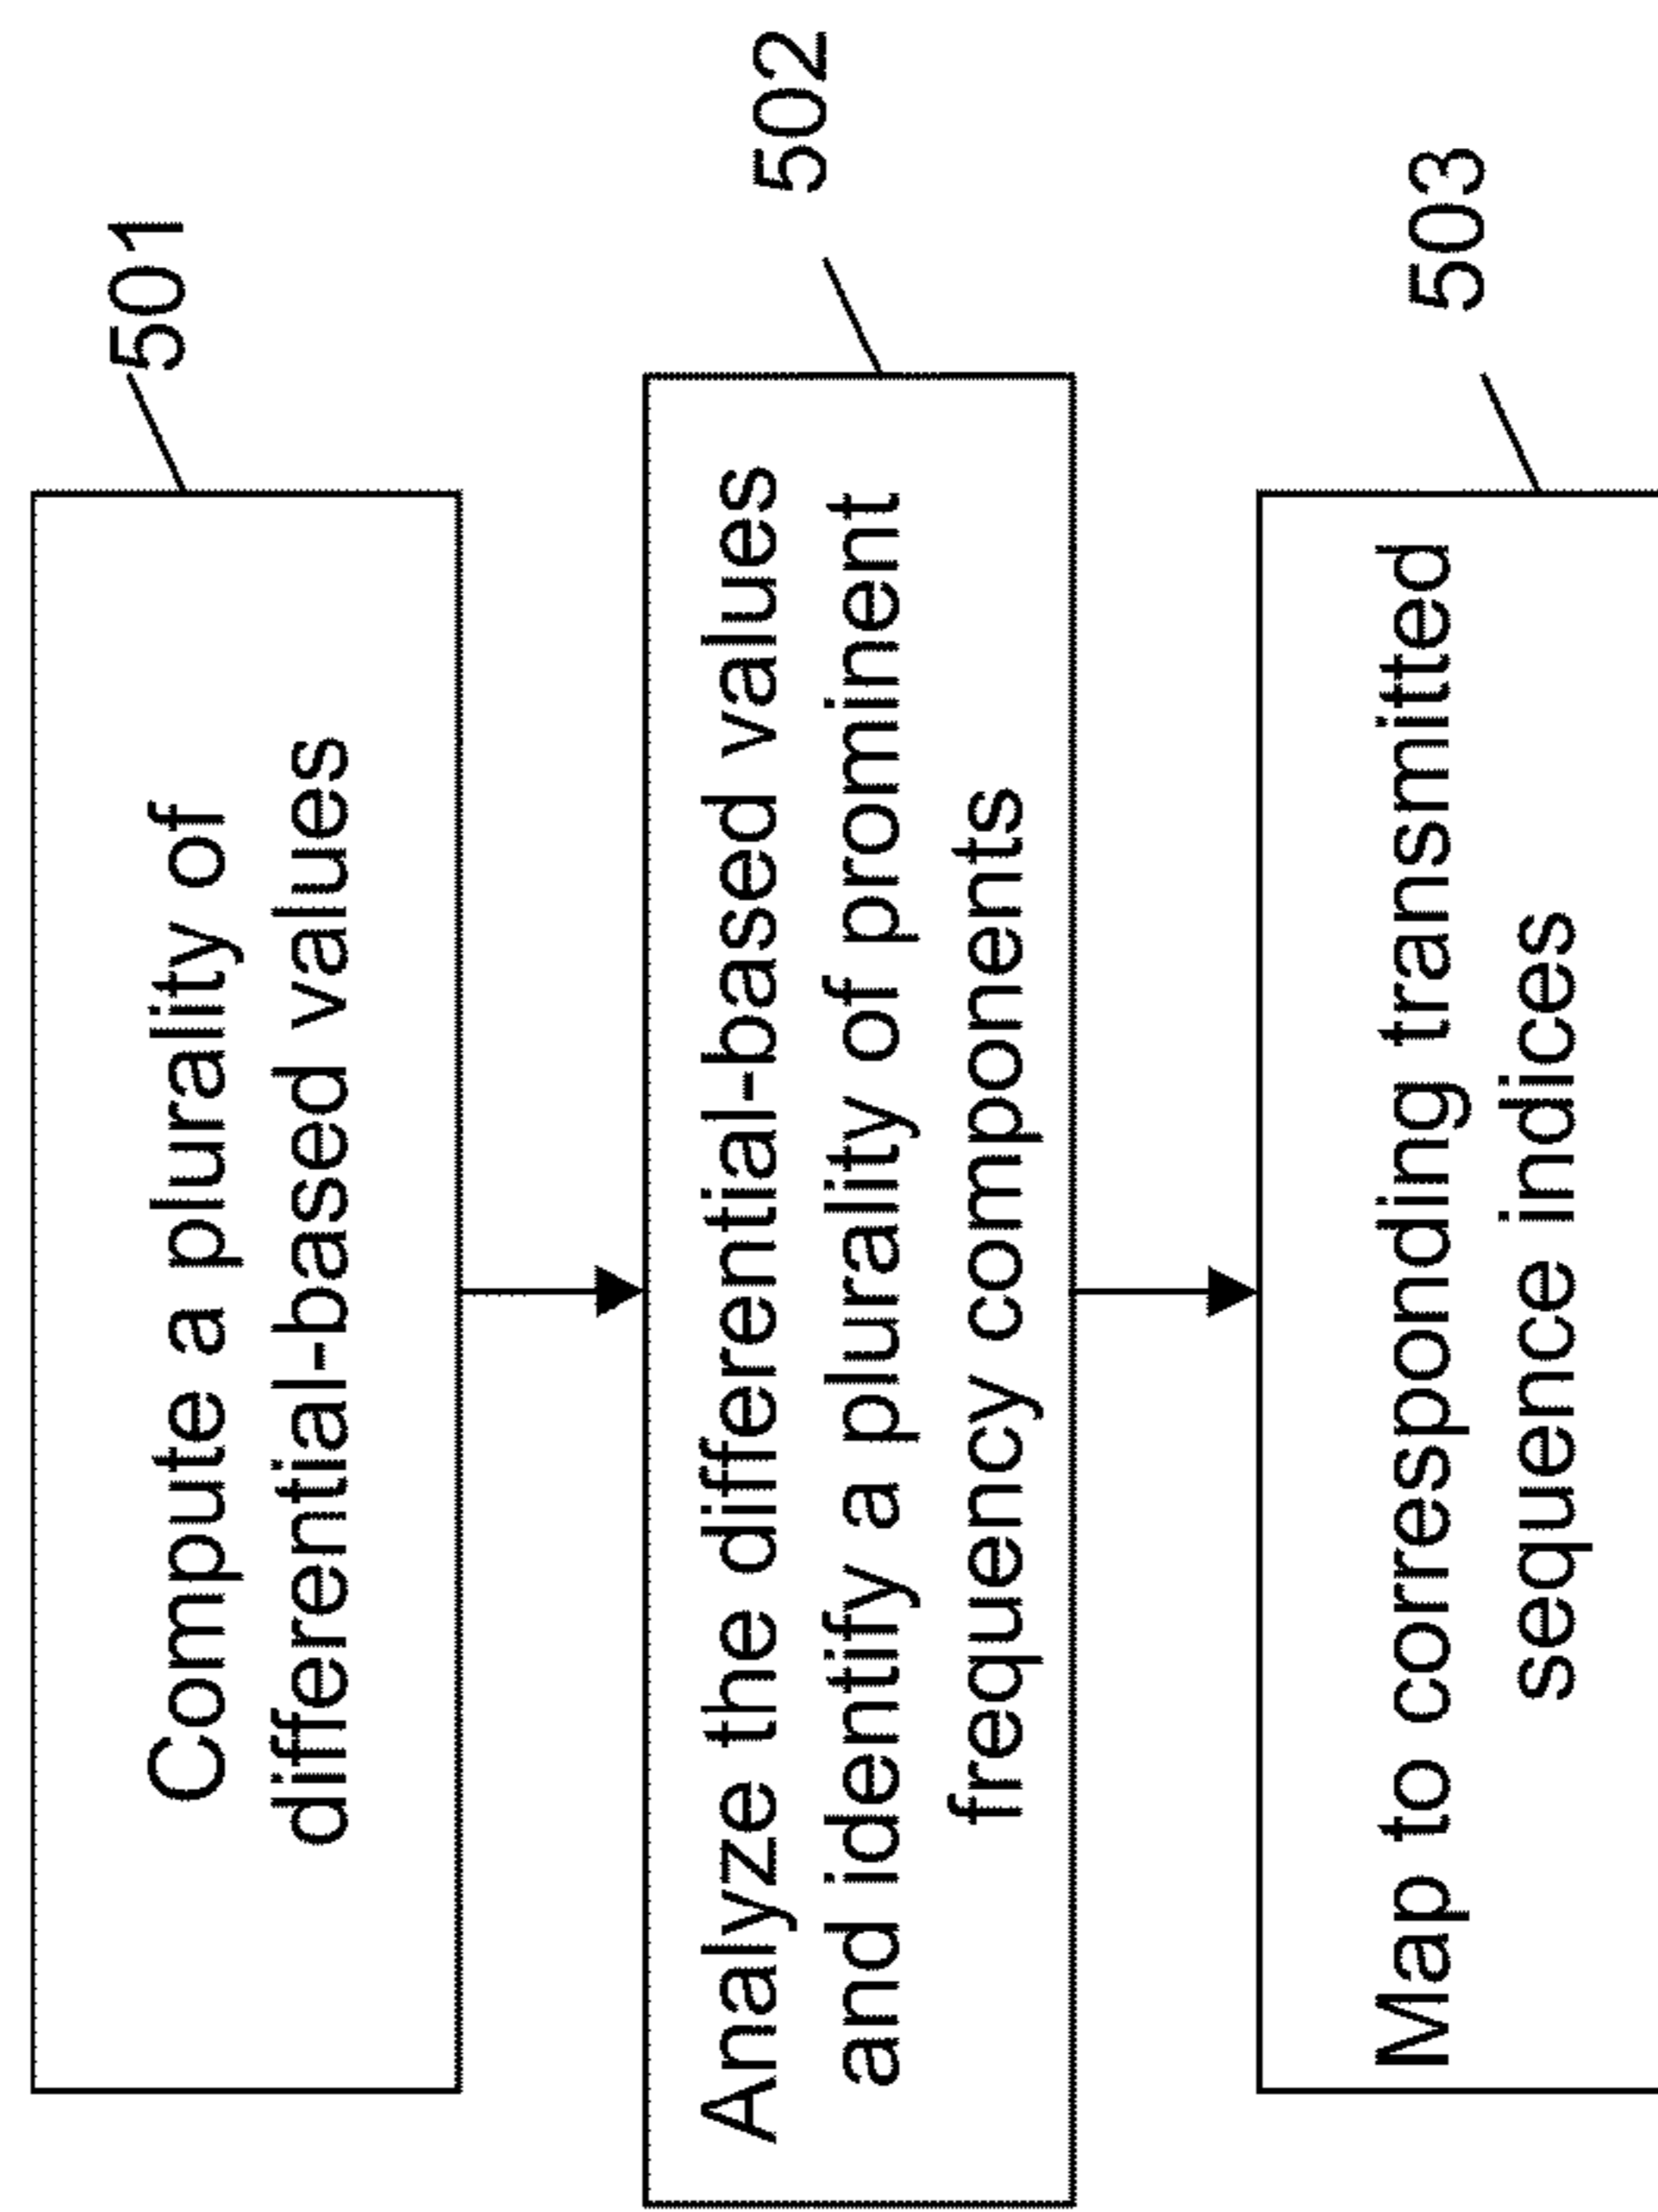 501
Compute a plurality of
differential-based values
502
Analyze the differential-based values
and identify a plurality of prominent
frequency components
503
Map to corresponding transmitted
sequence indices